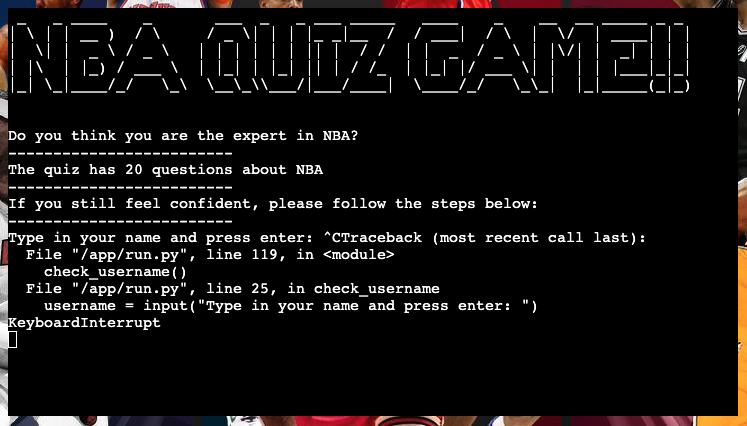 NBA QUIZ GAME!!
Do you think you are the expert in NBA?
-------------------------
The quiz has 20 questions about NBA
-------------------------
If you still feel confident, please follow the steps below:
-------------------------
Type in your name and press enter: ^CTraceback (most recent call last):
  File "/app/run.py", line 119, in <module>
    check_username()
  File "/app/run.py", line 25, in check_username
    username = input("Type in your name and press enter: ")
KeyboardInterrupt